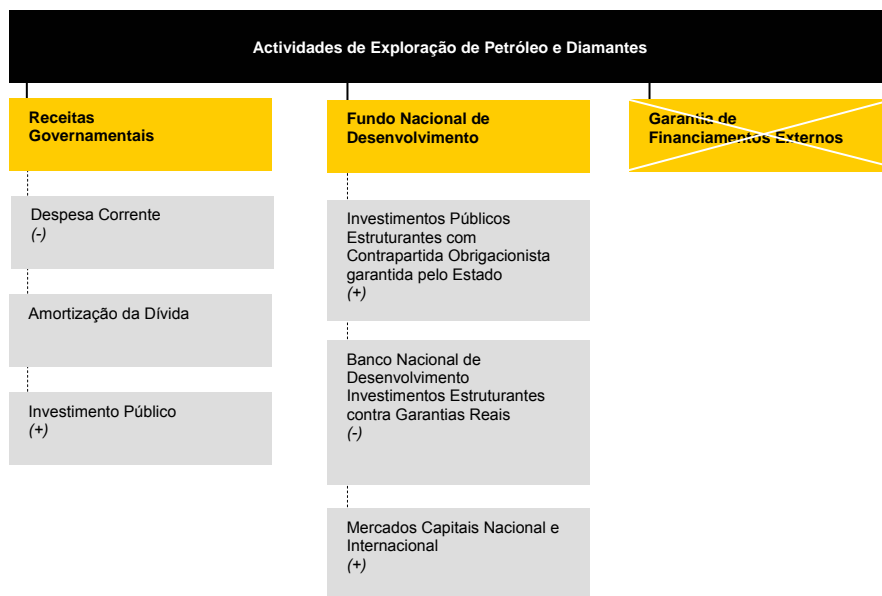 Actividades de Exploração de Petróleo e Diamantes
Receitas
Governamentais
Despesa Corrente
(-)
Amortização da Dívida
Investimento Público
(+)
Fundo Nacional de
Desenvolvimento
Investimentos Públicos
Estruturantes com
Contrapartida Obrigacionista
garantida pelo Estado
(+)
Banco Nacional de
Desenvolvimento
Investimentos Estruturantes
contra Garantias Reais
(-)
Mercados Capitais Nacional e
Internacional
(+)
Garantia de
Financiamentos Externos